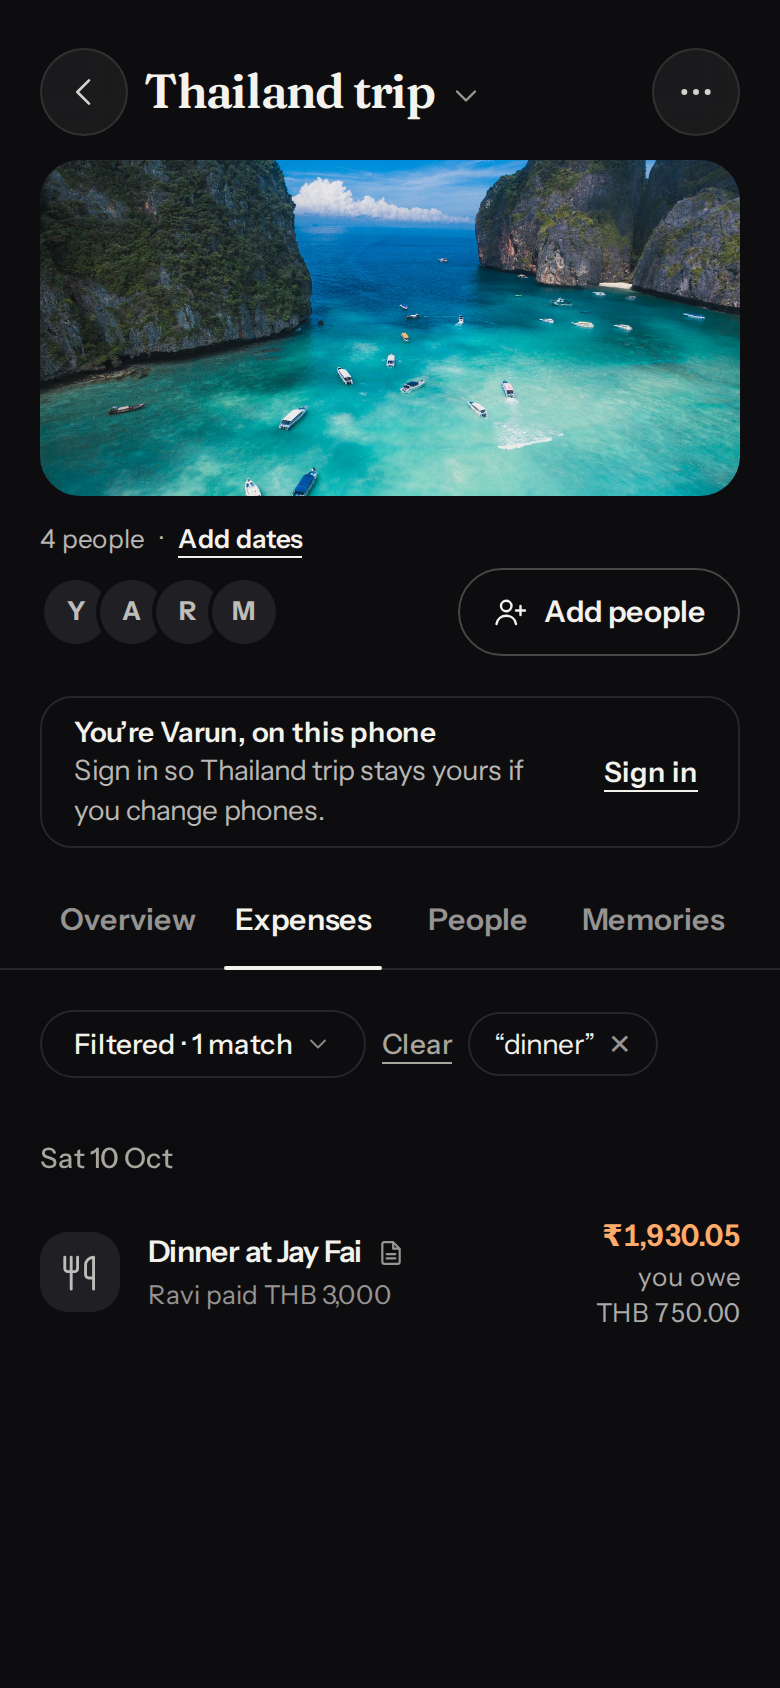 Thailand trip
4 people · Add dates
Y A R M
Add people
You’re Varun, on this phone
Sign in so Thailand trip stays yours if
you change phones.
Sign in
Overview Expenses People Memories
Filtered · 1 match Clear “dinner”
Sat 10 Oct
Dinner at Jay Fai
Ravi paid THB 3,000
₹1,930.05
you owe
THB 750.00